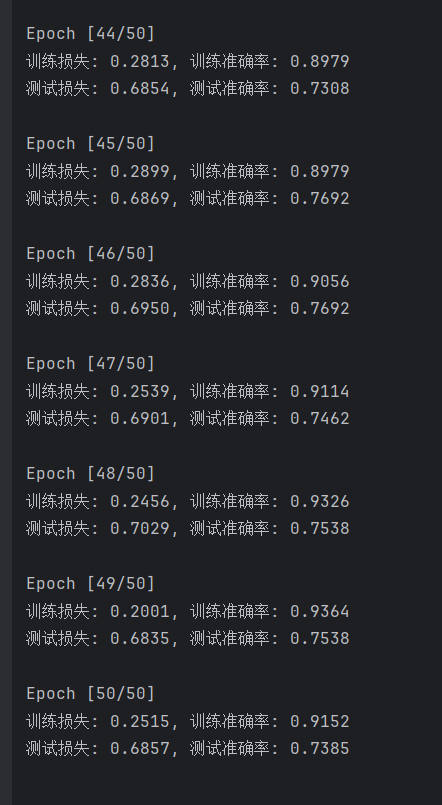 Epoch [44/50]
训练损失: 0.2813, 训练准确率: 0.8979
测试损失: 0.6854, 测试准确率: 0.7308
Epoch [45/50]
训练损失: 0.2899, 训练准确率: 0.8979
测试损失: 0.6869, 测试准确率: 0.7692
Epoch [46/50]
训练损失: 0.2836, 训练准确率: 0.9056
测试损失: 0.6950, 测试准确率: 0.7692
Epoch [47/50]
训练损失: 0.2539, 训练准确率: 0.9114
测试损失: 0.6901, 测试准确率: 0.7462
Epoch [48/50]
训练损失: 0.2456, 训练准确率: 0.9326
测试损失: 0.7029, 测试准确率: 0.7538
Epoch [49/50]
训练损失: 0.2001, 训练准确率: 0.9364
测试损失: 0.6835, 测试准确率: 0.7538
Epoch [50/50]
训练损失: 0.2515, 训练准确率: 0.9152
测试损失: 0.6857, 测试准确率: 0.7385